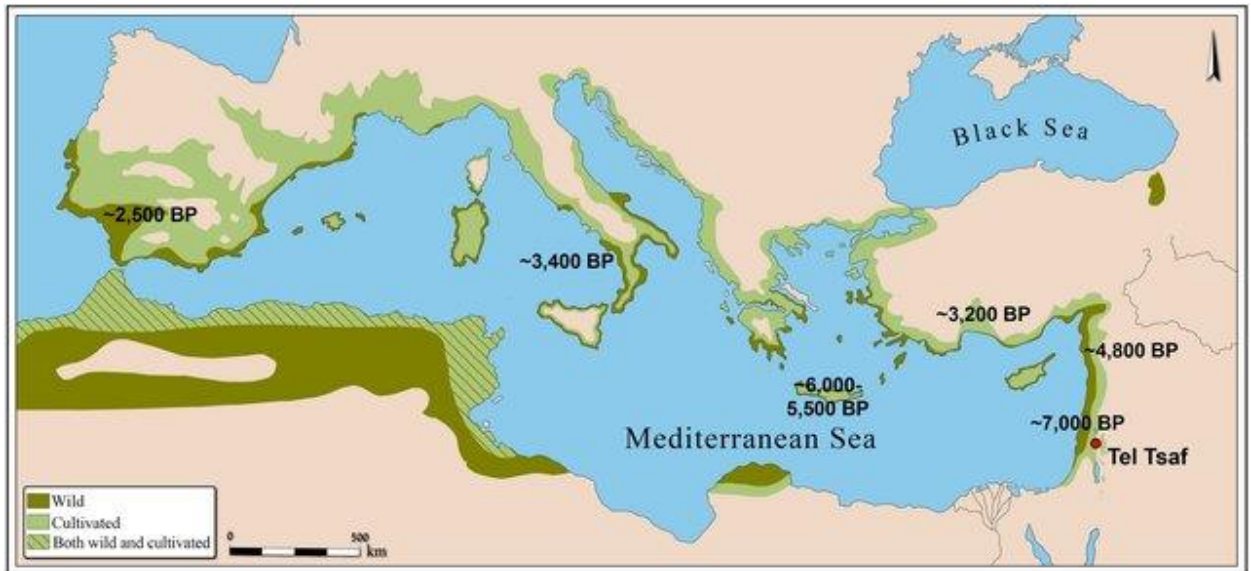 Black Sea
~2,500 BP
~3,400 BP
~3,200 BP
~4,800 BP
~6,000-
5,500 BP
~7,000 BP
Mediterranean Sea
Tel Tsaf
Wild
Cultivated
Both wild and cultivated
0 500
km